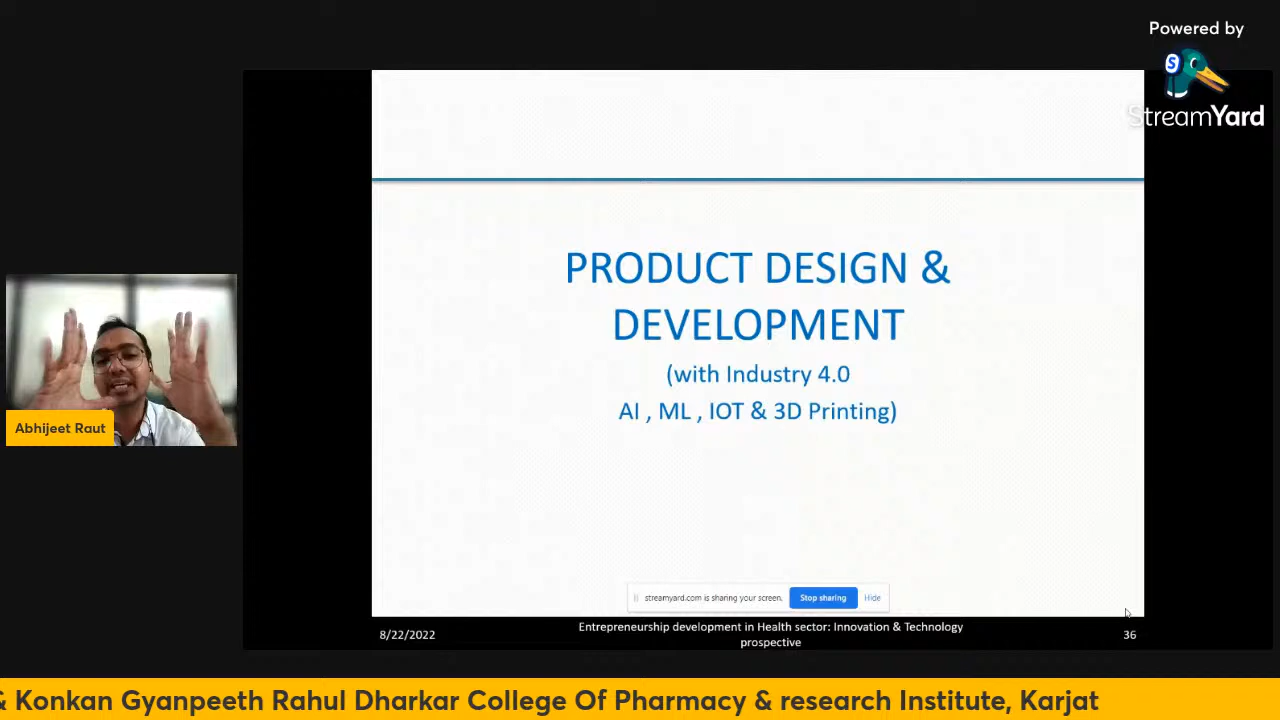 Powered by
S
StreamYard
PRODUCT DESIGN &
DEVELOPMENT
(with Industry 4.0
AI , ML , IOT & 3D Printing)
Abhijeet Raut
streamyard.com is sharing your screen.
Stop sharing
Hide
8/22/2022
Entrepreneurship development in Health sector: Innovation & Technology
prospective
36
& Konkan Gyanpeeth Rahul Dharkar College Of Pharmacy & research Institute, Karjat